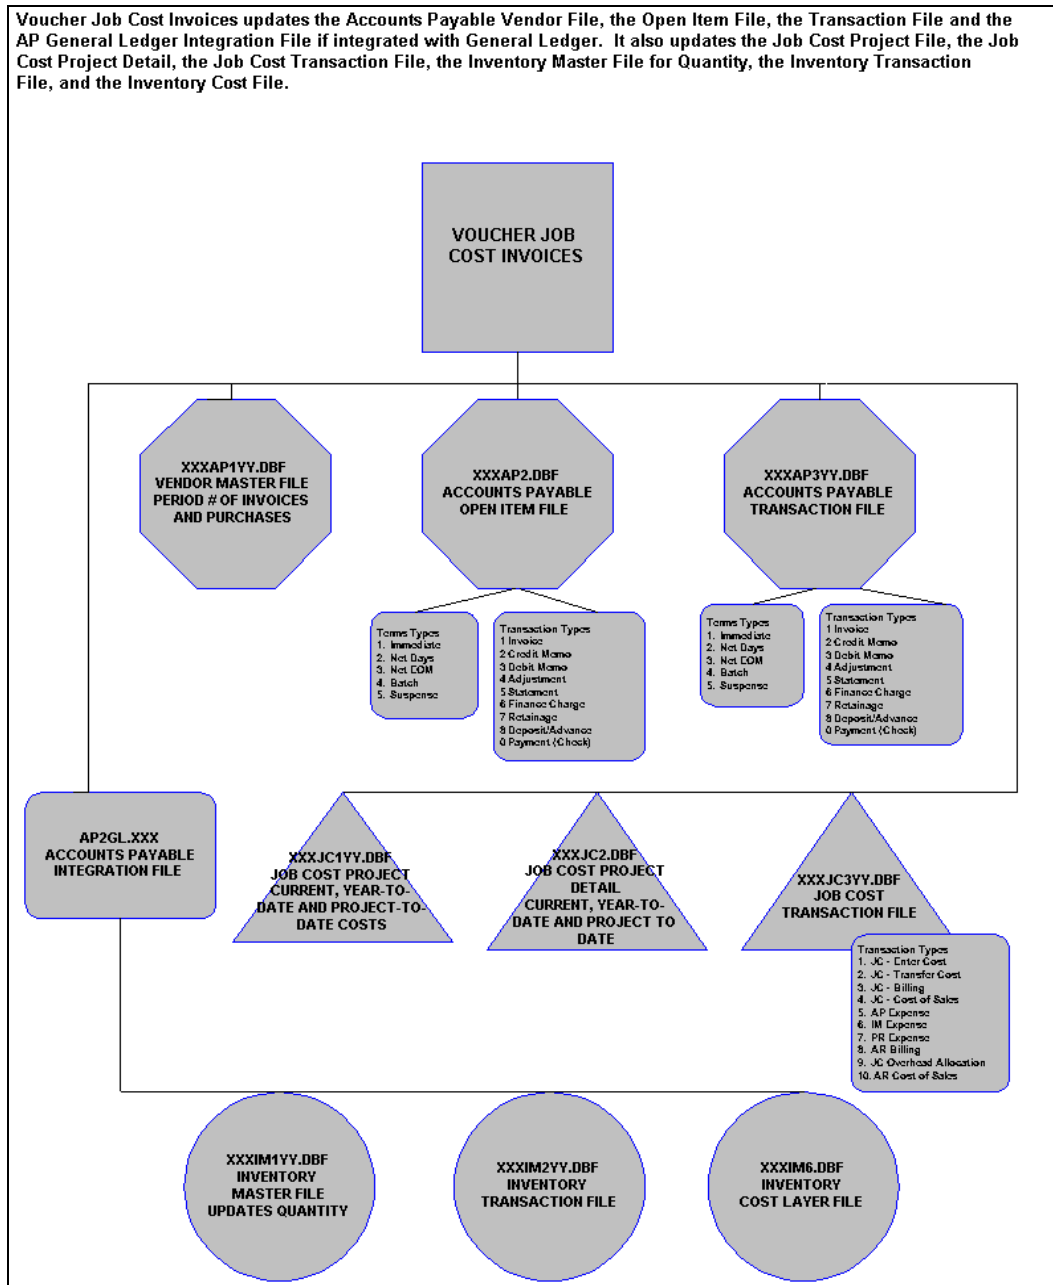 Voucher Job Cost Invoices updates the Accounts Payable Vendor File, the Open Item File, the Transaction File and the
AP General Ledger Integration File if integrated with General Ledger.  It also updates the Job Cost Project File, the Job
Cost Project Detail, the Job Cost Transaction File, the Inventory Master File for Quantity, the Inventory Transaction
File, and the Inventory Cost File.
VOUCHER JOB
COST INVOICES
XXXAP1YY.DBF
VENDOR MASTER FILE
PERIOD # OF INVOICES
AND PURCHASES
XXXAP2.DBF
ACCOUNTS PAYABLE
OPEN ITEM FILE
XXXAP3YY.DBF
ACCOUNTS PAYABLE
TRANSACTION FILE
Terms Types
1. Immediate
2. Net Days
3. Net EOM
4. Batch
5. Suspense
Transaction Types
1 Invoice
2 Credit Memo
3 Debit Memo
4 Adjustment
5 Statement
6 Finance Charge
7 Retainage
8 Deposit/Advance
0 Payment (Check)
Terms Types
1. Immediate
2. Net Days
3. Net EOM
4. Batch
5. Suspense
Transaction Types
1 Invoice
2 Credit Memo
3 Debit Memo
4 Adjustment
5 Statement
6 Finance Charge
7 Retainage
8 Deposit/Advance
0 Payment (Check)
AP2GL.XXX
ACCOUNTS PAYABLE
INTEGRATION FILE
XXXJC1YY.DBF
JOB COST PROJECT
CURRENT, YEAR-TO-
DATE AND PROJECT-TO-
DATE COSTS
XXXJC2.DBF
JOB COST PROJECT
DETAIL
CURRENT, YEAR-TO-
DATE AND PROJECT TO
DATE
XXXJC3YY.DBF
JOB COST
TRANSACTION FILE
Transaction Types
1. JC - Enter Cost
2. JC - Transfer Cost
3. JC - Billing
4. JC - Cost of Sales
5. AP Expense
6. IM Expense
7. PR Expense
8. AR Billing
9. JC Overhead Allocation
10. AR Cost of Sales
XXXIM1YY.DBF
INVENTORY
MASTER FILE
UPDATES QUANTITY
XXXIM2YY.DBF
INVENTORY
TRANSACTION FILE
XXXIM6.DBF
INVENTORY
COST LAYER FILE